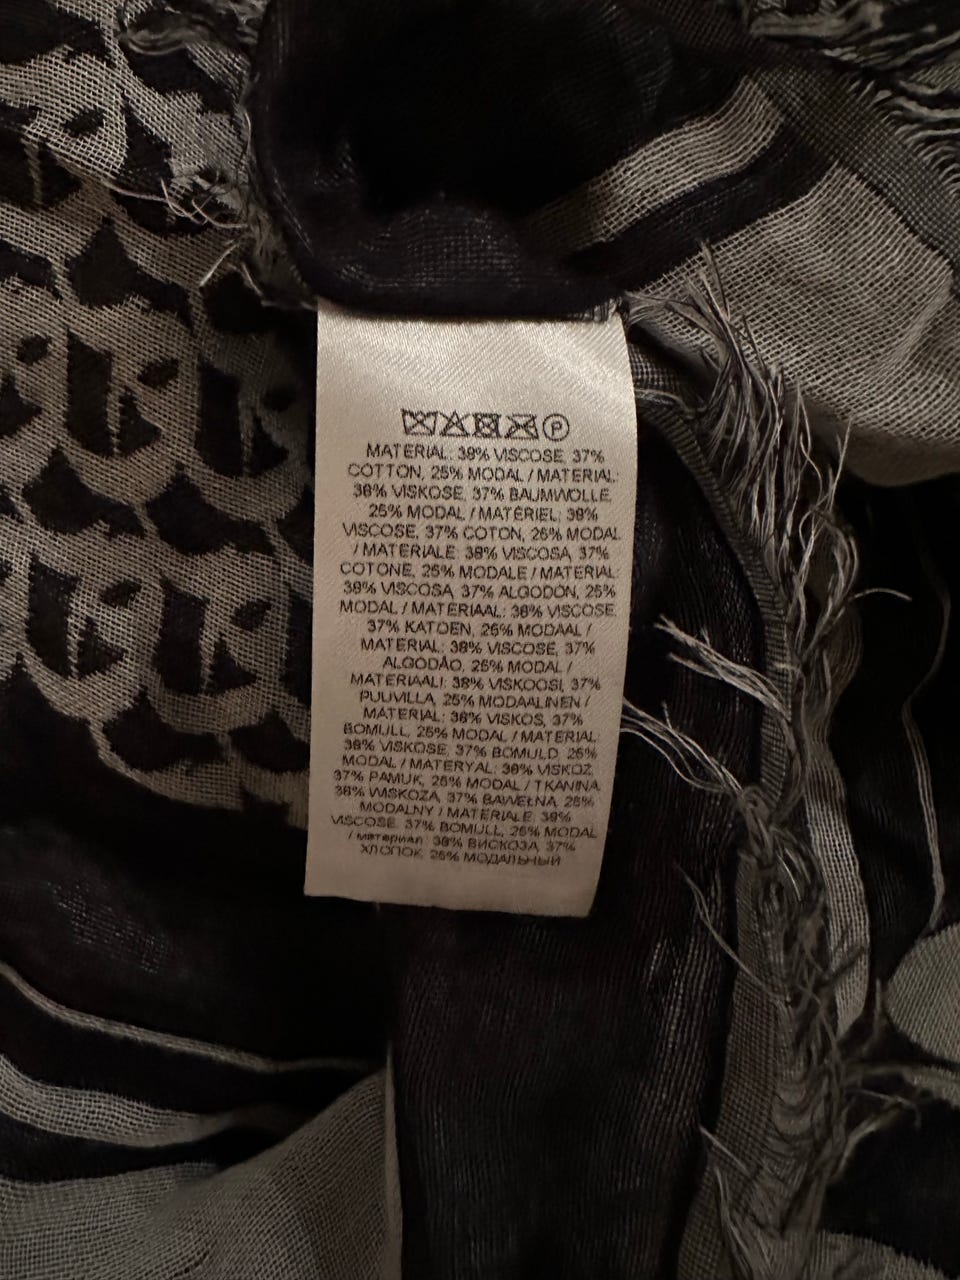 P
MATERIAL: 38% VISCOSE, 37%
COTTON, 25% MODAL / MATERIAL:
38% VISKOSE, 37% BAUMWOLLE,
25% MODAL / MATÉRIEL: 38%
VISCOSE, 37% COTON, 25% MODAL
/ MATERIALE: 38% VISCOSA, 37%
COTONE, 25% MODALE / MATERIAL:
38% VISCOSA, 37% ALGODÓN, 25%
MODAL / MATERIAAL: 38% VISCOSE,
37% KATOEN, 25% MODAAL /
MATERIAL: 38% VISCOSE, 37%
ALGODÃO, 25% MODAL /
MATERIAALI: 38% VISKOOSI, 37%
PUUVILLA, 25% MODAALINEN /
MATERIAL: 38% VISKOS, 37%
BOMULL, 25% MODAL / MATERIAL:
38% VISKOSE, 37% BOMULD, 25%
MODAL / MATERYAL: 38% VISKOZ,
37% PAMUK, 25% MODAL / TKANINA:
38% WISKOZA, 37% BAWEŁNA, 25%
MODALNY / MATERIALE: 38%
VISCOSE, 37% BOMULL, 25% MODAL
/ материал: 38% ВИСКОЗА, 37%
ХЛОПОК, 25% МОДАЛЬНЫЙ